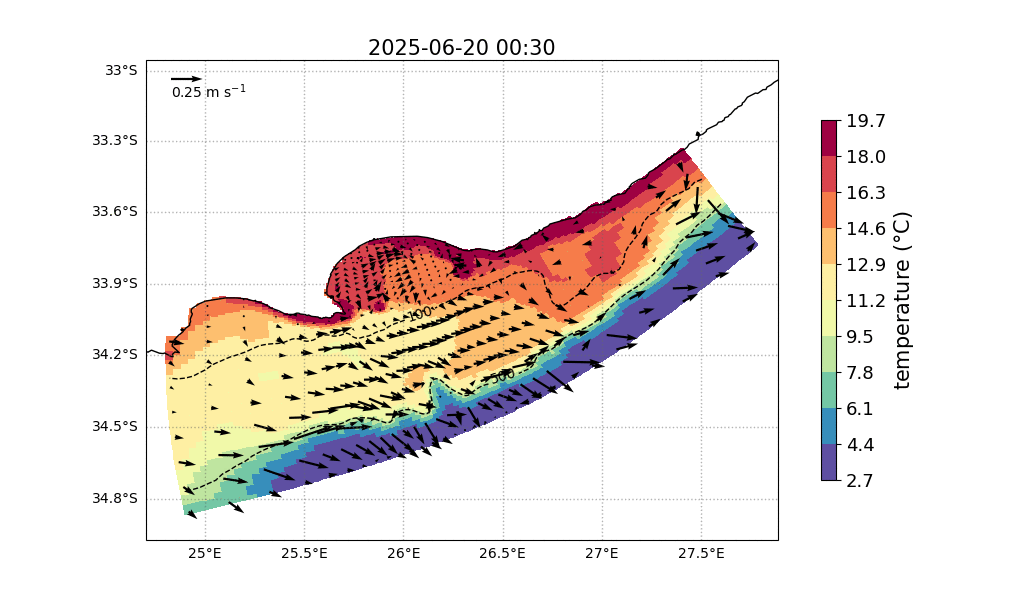 2025-06-20 00:30
0.25 m s⁻¹
33°S
33.3°S
33.6°S
33.9°S
34.2°S
34.5°S
34.8°S
100
500
25°E
25.5°E
26°E
26.5°E
27°E
27.5°E
19.7
18.0
16.3
14.6
12.9
11.2
9.5
7.8
6.1
4.4
2.7
temperature (°C)